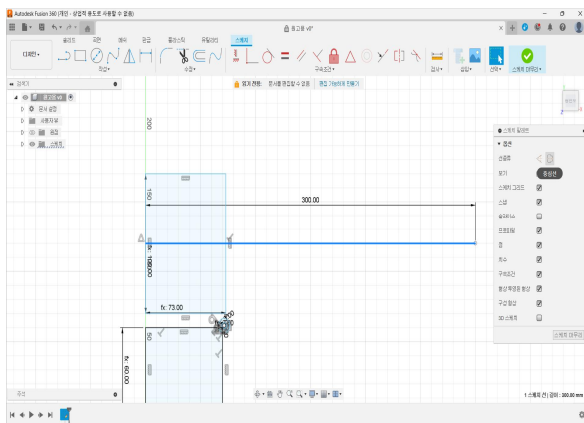 Autodesk Fusion 360 (개인 - 상업적 용도로 사용할 수 없음)
중고용 v8*
솔리드 표면 메쉬 판금 플라스틱 유틸리티 스케치
디자인
작성 수정 구속조건 검사 삽입 선택 스케치 마무리
검색기
읽기 전용: 문서를 편집할 수 없음 편집 가능하게 만들기
문서 설정
원점
스케치
200
150
300.00
fx: 73.00
50
fx: 60.00
스케치 팔레트
옵션
선종류
보기 중심선
스케치 그리드
스냅
슬라이스
프로파일
점
치수
구속조건
형상 투영된 형상
구성 형상
3D 스케치
스케치 마무리
주석
1 스케치 선 | 길이 : 300.00 mm